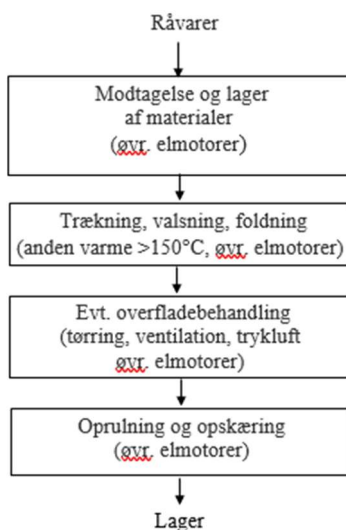 Råvarer
Modtagelse og lager
af materialer
(øvr. elmotorer)
Trækning, valsning, foldning
(anden varme >150°C, øvr. elmotorer)
Evt. overfladebehandling
(tørring, ventilation, trykluft
øvr. elmotorer)
Oprulning og opskæring
(øvr. elmotorer)
Lager